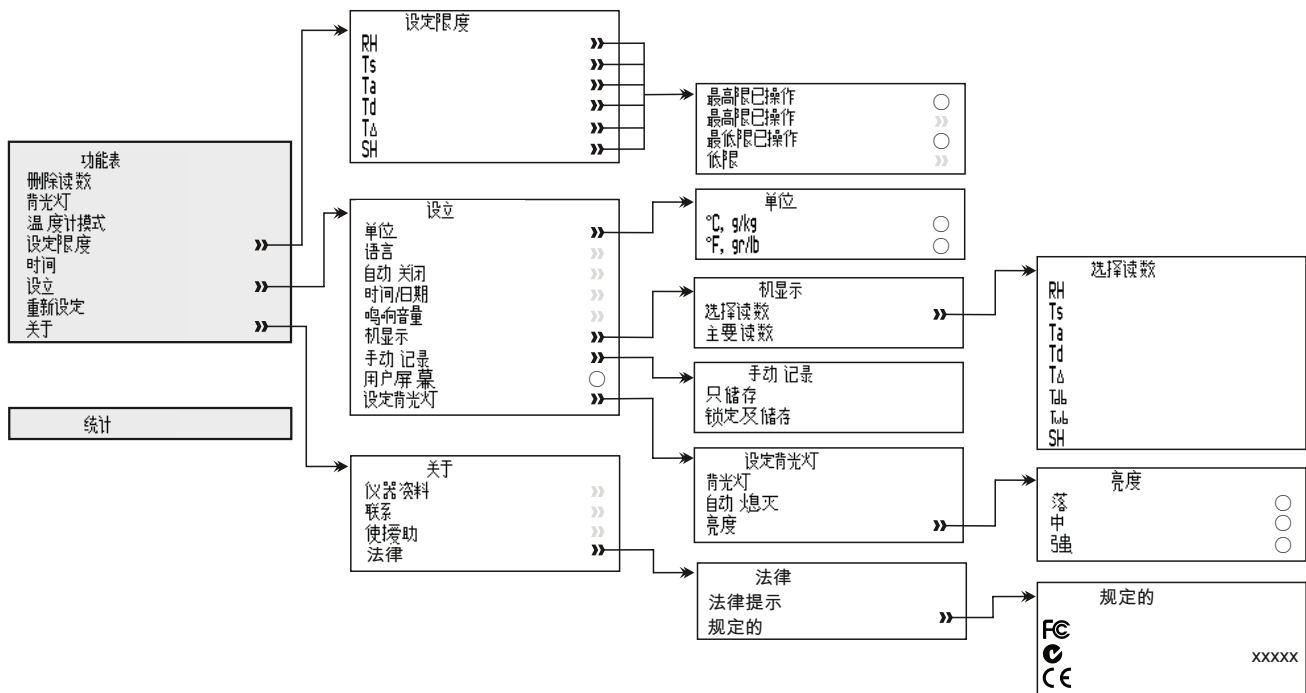 功能表
删除读数
背光灯
温度计摸式
设定限度
时间
设立
重新设定
关于
统计
设定限度
RH
Ts
Ta
Td
T△
SH
最高限已操作
最高限已操作
最低限已操作
低限
设立
单位
语言
自动 关闭
时间/日期
鸣响音量
机显示
手动 记录
用户屏幕
设定背光灯
单位
°C, g/kg
°F, gr/lb
机显示
选择读数
主要读数
选择读数
RH
Ts
Ta
Td
T△
Tdb
Twb
SH
手动 记录
只储存
锁定及储存
设定背光灯
背光灯
自动 熄灭
亮度
亮度
落
中
强
关于
仪器资料
联系
使援助
法律
法律
法律提示
规定的
规定的
FC
CE
xxxxx